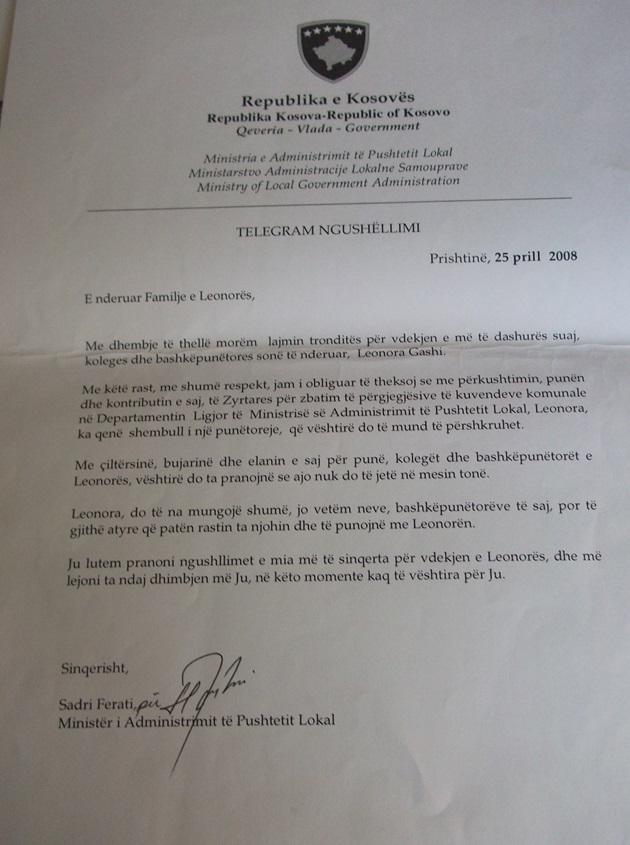 Republika e Kosovës
Republika Kosova-Republic of Kosovo
Qeveria - Vlada - Government
Ministria e Administrimit të Pushtetit Lokal
Ministarstvo Administracije Lokalne Samouprave
Ministry of Local Government Administration
TELEGRAM NGUSHËLLIMI
Prishtinë, 25 prill 2008
E nderuar Familje e Leonorës,
Me dhembje të thellë morëm lajmin tronditës për vdekjen e më të dashurës suaj,
koleges dhe bashkëpunëtores sonë të nderuar, Leonora Gashi.
Me këtë rast, me shumë respekt, jam i obliguar të theksoj se me përkushtimin, punën
dhe kontributin e saj, të Zyrtares për zbatim të përgjegjësive të kuvendeve komunale
në Departamentin Ligjor të Ministrisë së Administrimit të Pushtetit Lokal, Leonora,
ka qenë shembull i një punëtoreje, që vështirë do të mund të përshkruhet.
Me çiltërsinë, bujarinë dhe elanin e saj për punë, kolegët dhe bashkëpunëtorët e
Leonorës, vështirë do ta pranojnë se ajo nuk do të jetë në mesin tonë.
Leonora, do të na mungojë shumë, jo vetëm neve, bashkëpunëtorëve të saj, por të
gjithë atyre që patën rastin ta njohin dhe të punojnë me Leonorën.
Ju lutem pranoni ngushllimet e mia më të sinqerta për vdekjen e Leonorës, dhe më
lejoni ta ndaj dhimbjen më Ju, në këto momente kaq të vështira për Ju.
Sinqerisht,
Sadri Ferati, për
Ministër i Administrimit të Pushtetit Lokal